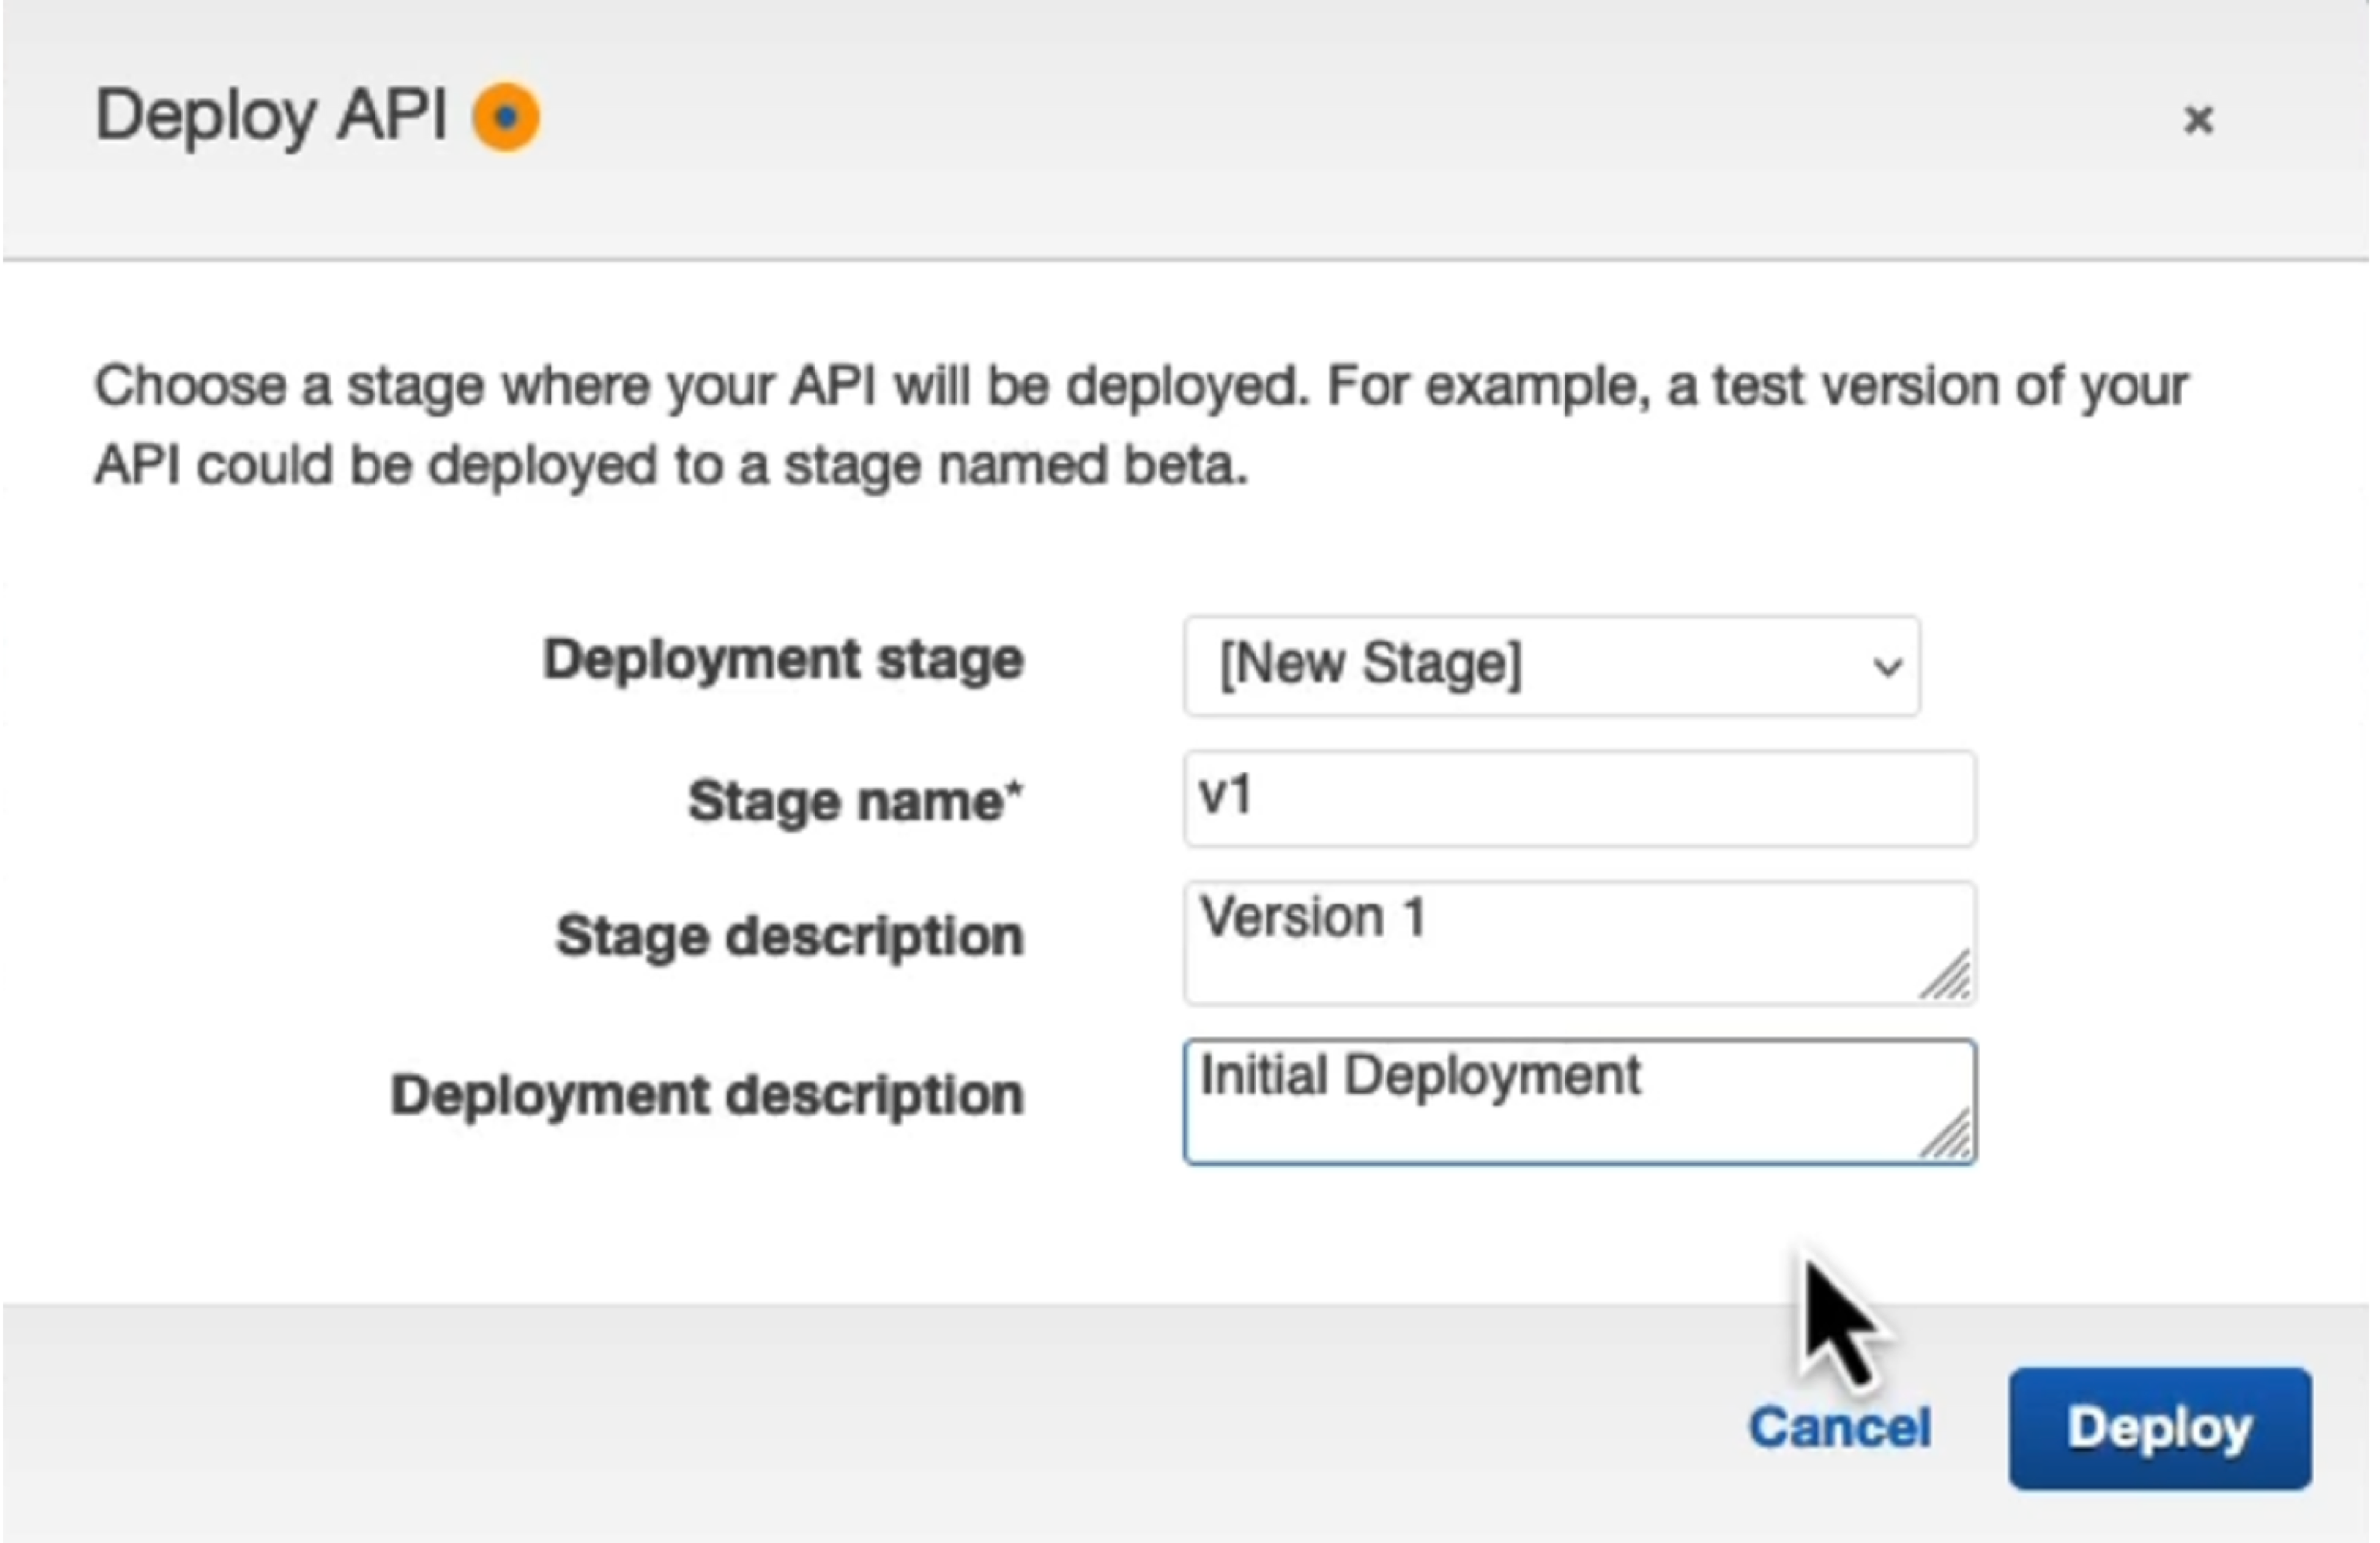 Deploy API
×
Choose a stage where your API will be deployed. For example, a test version of your
API could be deployed to a stage named beta.
Deployment stage [New Stage]
Stage name* v1
Stage description Version 1
Deployment description Initial Deployment
Cancel Deploy